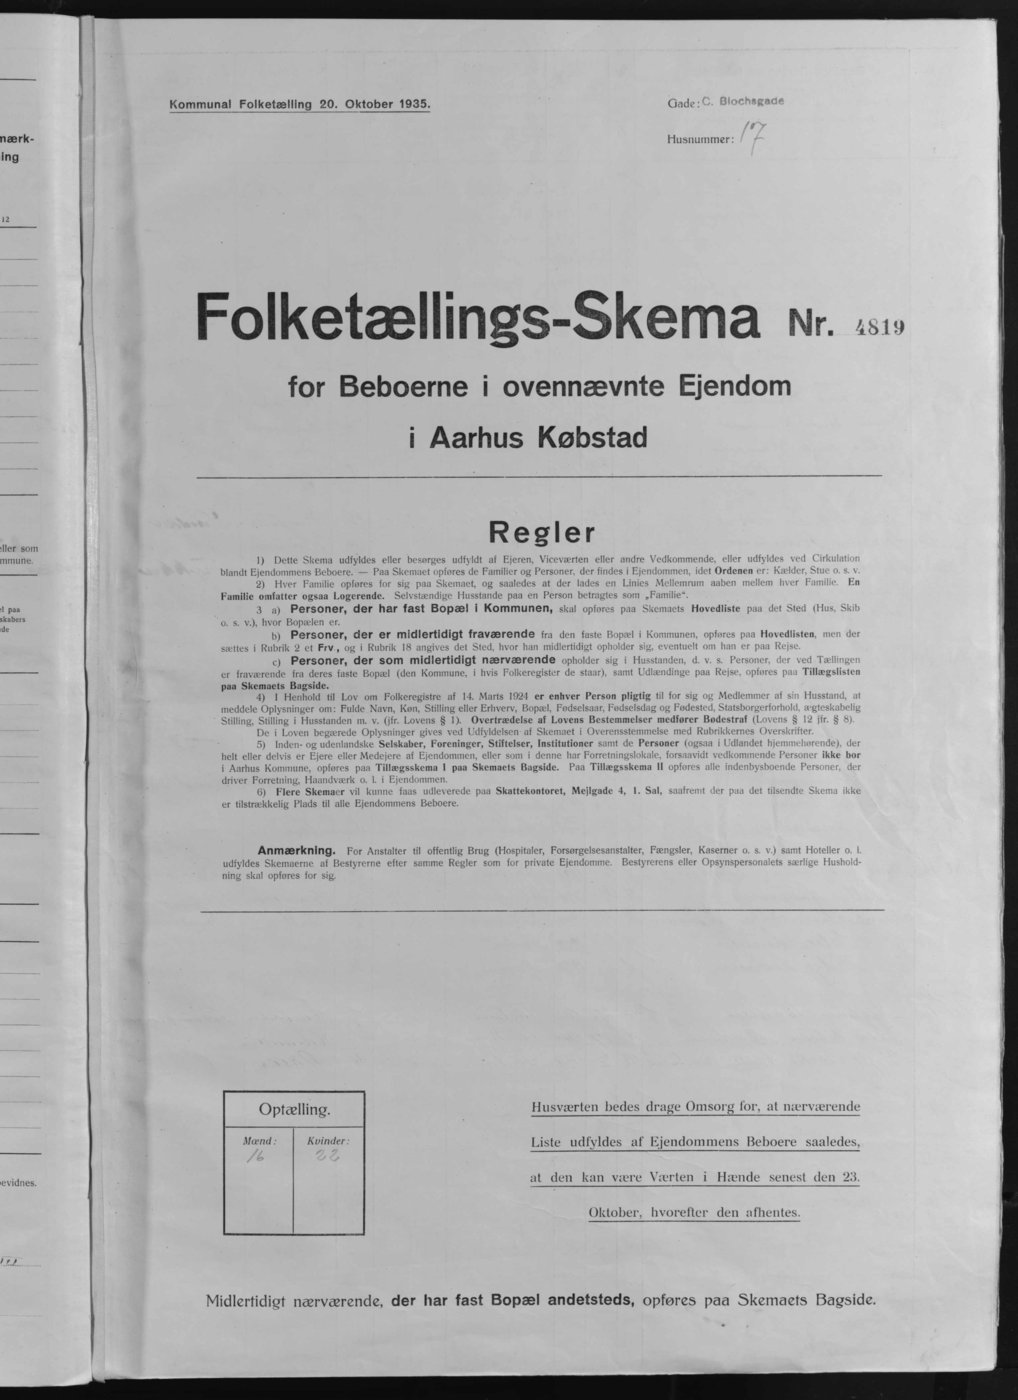 Kommunal Folketælling 20. Oktober 1935.
Gade: C. Blochsgade
Husnummer: 17
mærk-
ing
12
Folketællings-Skema Nr. 4819
for Beboerne i ovennævnte Ejendom
i Aarhus Købstad
Regler
1) Dette Skema udfyldes eller besørges udfyldt af Ejeren, Viceværten eller andre Vedkommende, eller udfyldes ved Cirkulation
blandt Ejendommens Beboere. — Paa Skemaet opføres de Familier og Personer, der findes i Ejendommen, idet Ordenen er: Kælder, Stue o. s. v.
2) Hver Familie opføres for sig paa Skemaet, og saaledes at der lades en Linies Mellemrum aaben mellem hver Familie. En
Familie omfatter ogsaa Logerende. Selvstændige Husstande paa en Person betragtes som „Familie“.
3 a) Personer, der har fast Bopæl i Kommunen, skal opføres paa Skemaets Hovedliste paa det Sted (Hus, Skib
o. s. v.), hvor Bopælen er.
b) Personer, der er midlertidigt fraværende fra den faste Bopæl i Kommunen, opføres paa Hovedlisten, men der
sættes i Rubrik 2 et Frv., og i Rubrik 18 angives det Sted, hvor han midlertidigt opholder sig, eventuelt om han er paa Rejse.
c) Personer, der som midlertidigt nærværende opholder sig i Husstanden, d. v. s. Personer, der ved Tællingen
er fraværende fra deres faste Bopæl (den Kommune, i hvis Folkeregister de staar), samt Udlændinge paa Rejse, opføres paa Tillægslisten
paa Skemaets Bagside.
4) I Henhold til Lov om Folkeregistre af 14. Marts 1924 er enhver Person pligtig til for sig og Medlemmer af sin Husstand, at
meddele Oplysninger om: Fulde Navn, Køn, Stilling eller Erhverv, Bopæl, Fødselsaar, Fødselsdag og Fødested, Statsborgerforhold, ægteskabelig
Stilling, Stilling i Husstanden m. v. (jfr. Lovens § 1). Overtrædelse af Lovens Bestemmelser medfører Bødestraf (Lovens § 12 jfr. § 8).
De i Loven begærede Oplysninger gives ved Udfyldelsen af Skemaet i Overensstemmelse med Rubrikkernes Overskrifter.
5) Inden- og udenlandske Selskaber, Foreninger, Stiftelser, Institutioner samt de Personer (ogsaa i Udlandet hjemmehørende), der
helt eller delvis er Ejere eller Medejere af Ejendommen, eller som i denne har Forretningslokale, forsaavidt vedkommende Personer ikke bor
i Aarhus Kommune, opføres paa Tillægsskema I paa Skemaets Bagside. Paa Tillægsskema II opføres alle indenbysboende Personer, der
driver Forretning, Haandværk o. l. i Ejendommen.
6) Flere Skemaer vil kunne faas udleverede paa Skattekontoret, Mejlgade 4, 1. Sal, saafremt der paa det tilsendte Skema ikke
er tilstrækkelig Plads til alle Ejendommens Beboere.
Anmærkning. For Anstalter til offentlig Brug (Hospitaler, Forsørgelsesanstalter, Fængsler, Kaserner o. s. v.) samt Hoteller o. l.
udfyldes Skemaerne af Bestyrerne efter samme Regler som for private Ejendomme. Bestyrerens eller Opsynspersonalets særlige Hushold-
ning skal opføres for sig.
eller som
mmune.
el paa
skabers
de
evidnes.
Optælling.
Mænd: Kvinder:
16 22
Husværten bedes drage Omsorg for, at nærværende
Liste udfyldes af Ejendommens Beboere saaledes,
at den kan være Værten i Hænde senest den 23.
Oktober, hvorefter den afhentes.
Midlertidigt nærværende, der har fast Bopæl andetsteds, opføres paa Skemaets Bagside.